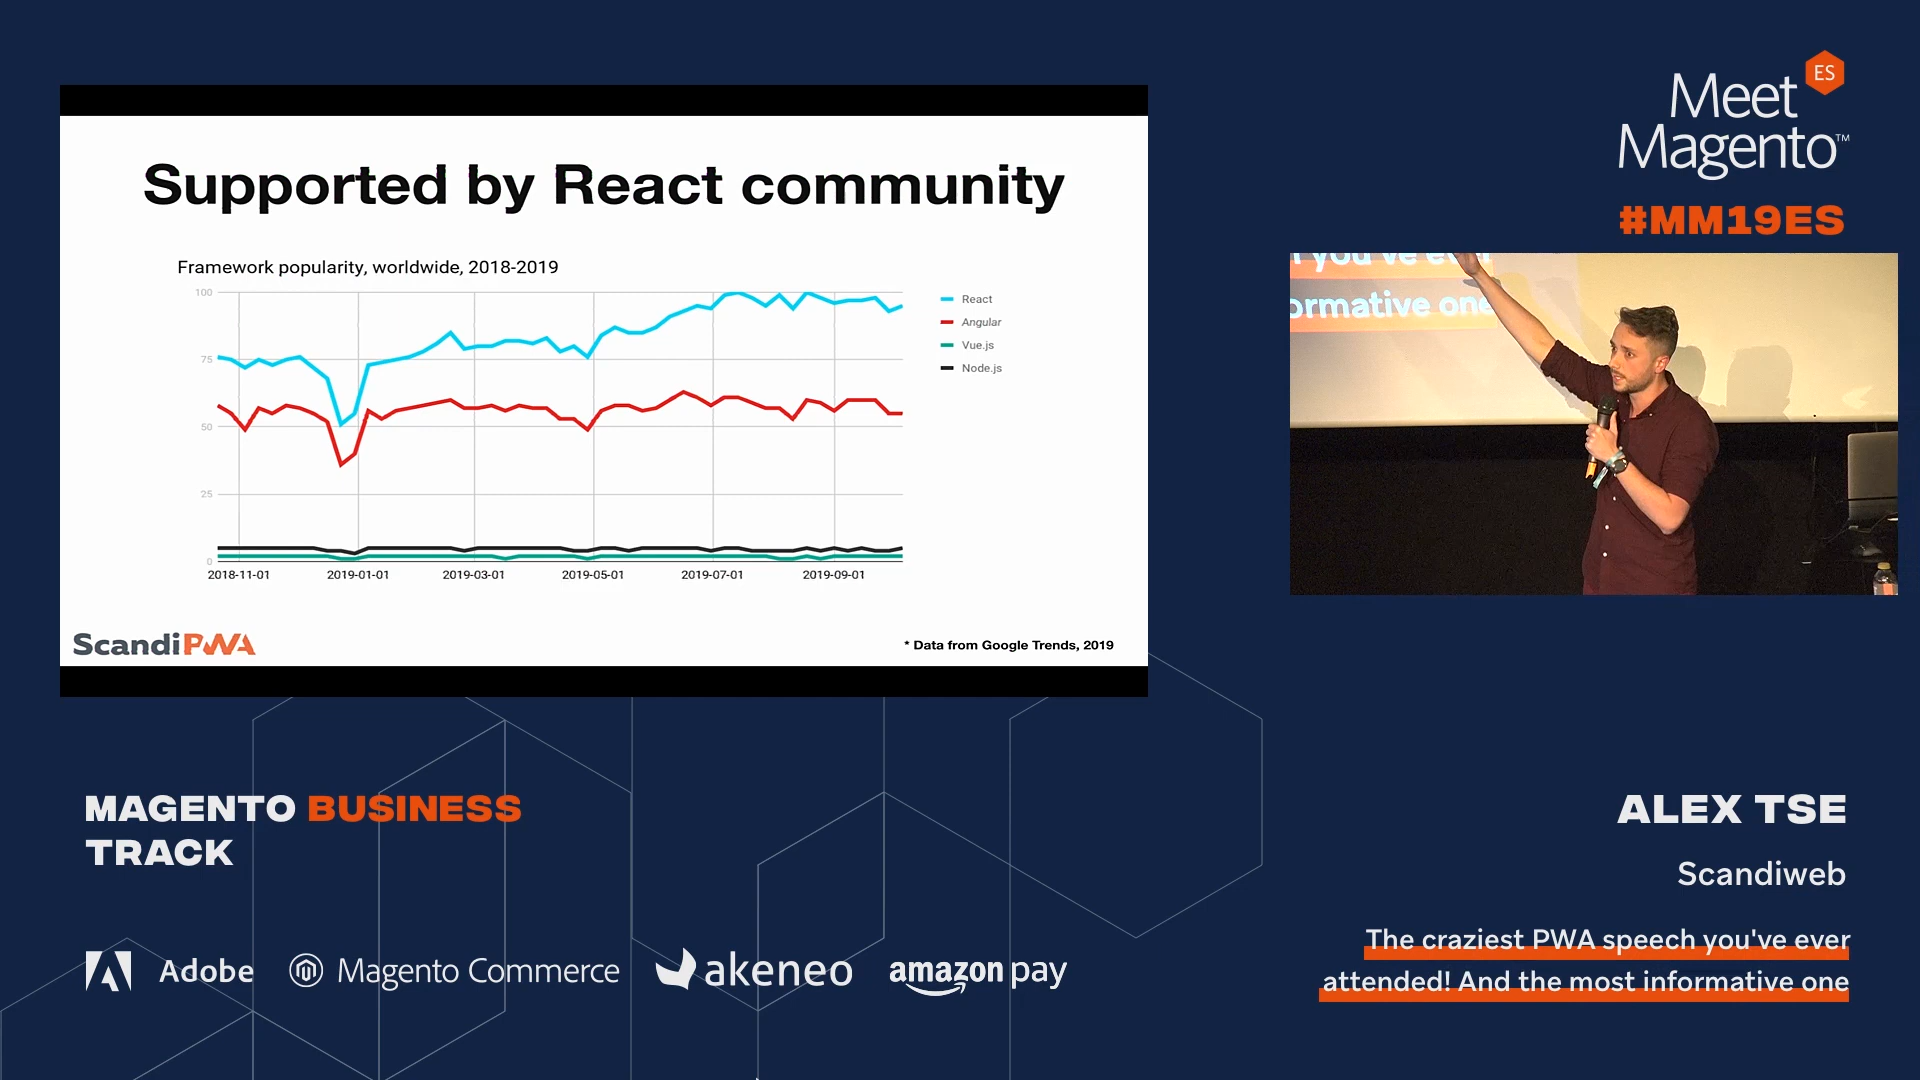 Supported by React community
Framework popularity, worldwide, 2018-2019
100
75
50
25
0
2018-11-01
2019-01-01
2019-03-01
2019-05-01
2019-07-01
2019-09-01
React
Angular
Vue.js
Node.js
ScandiPWA
* Data from Google Trends, 2019
Meet
ES
Magento™
#MM19ES
you've ever
ormative one
MAGENTO BUSINESS
TRACK
Adobe
Magento Commerce
akeneo
amazon pay
ALEX TSE
Scandiweb
The craziest PWA speech you've ever
attended! And the most informative one